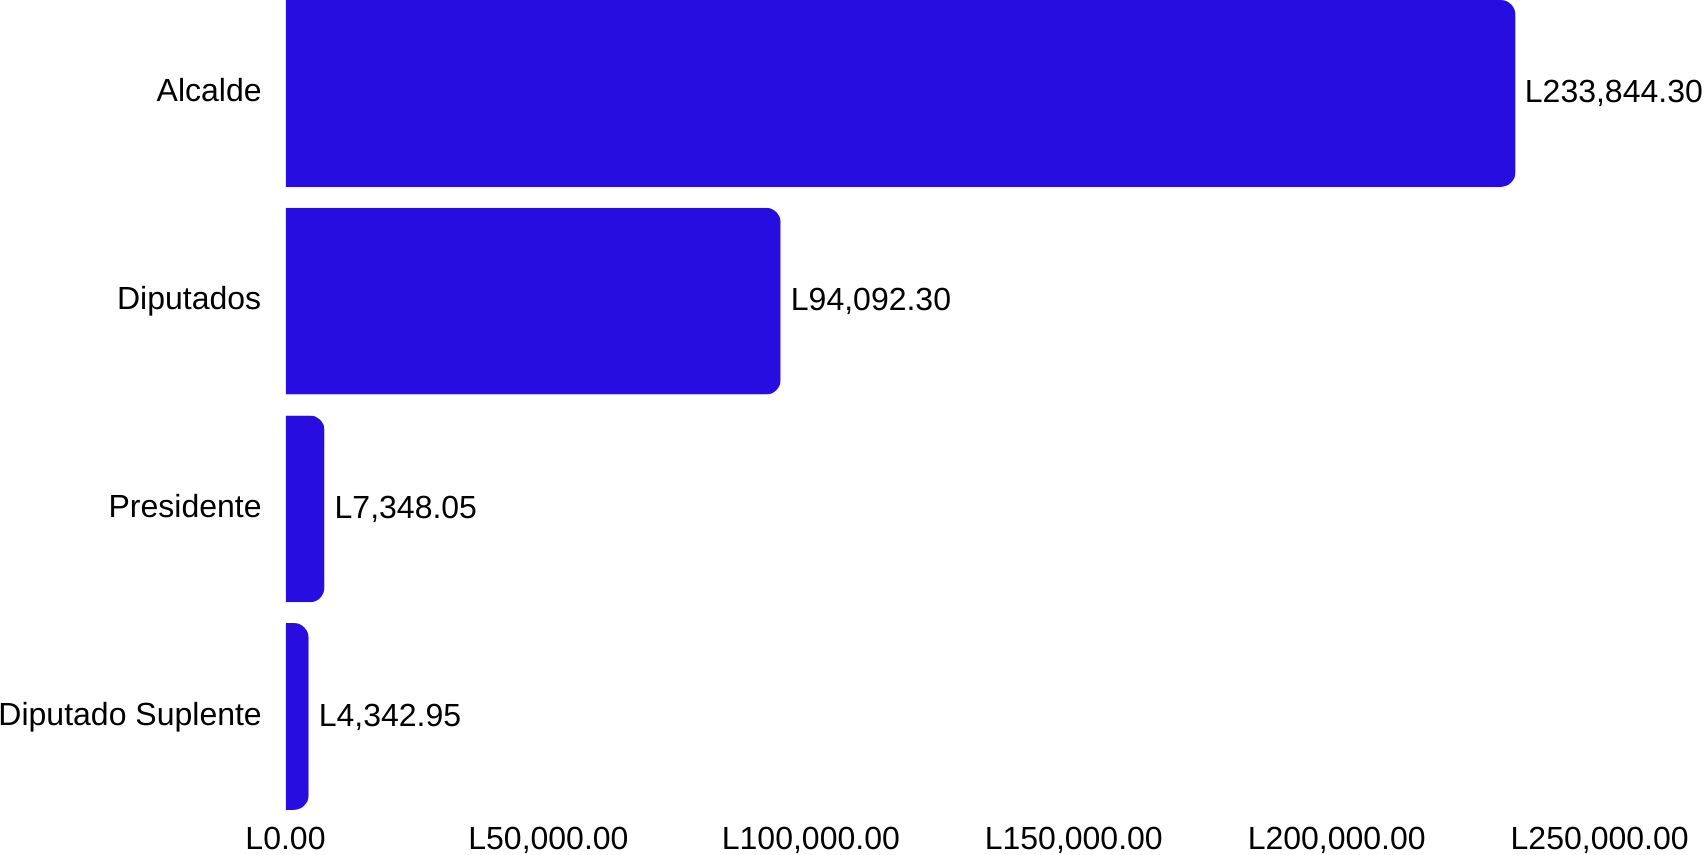 Alcalde
L233,844.30
Diputados
L94,092.30
Presidente
L7,348.05
Diputado Suplente
L4,342.95
L0.00
L50,000.00
L100,000.00
L150,000.00
L200,000.00
L250,000.00